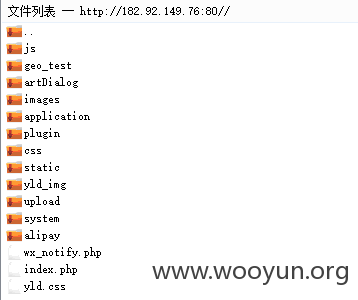 文件列表 一 http://182.92.149.76:80//
..
js
geo_test
artDialog
images
application
plugin
css
static
yld_img
upload
system
alipay
wx_notify.php
index.php
yld.css
www.wooyun.org